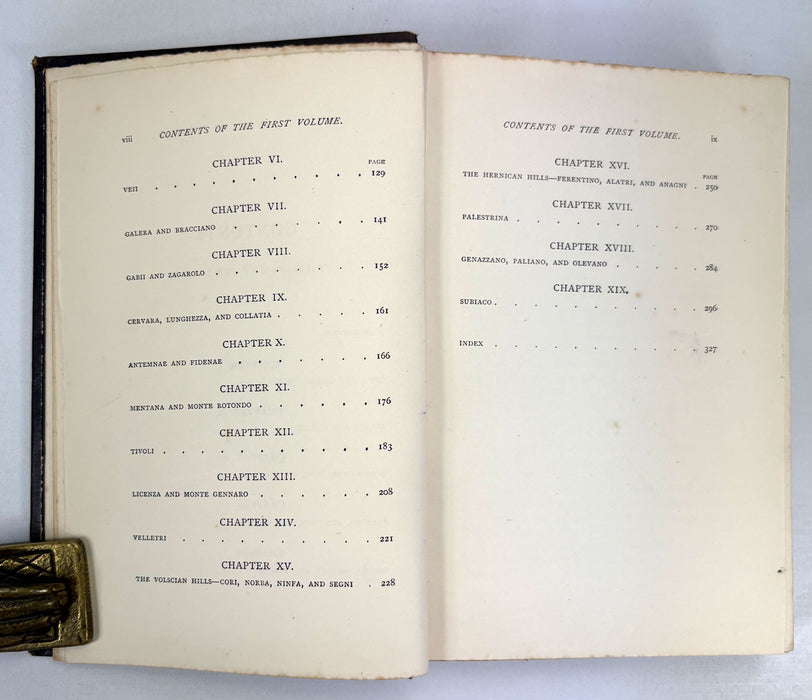 viii CONTENTS OF THE FIRST VOLUME.
CHAPTER VI.
PAGE
VEII . . . . . . . . . . . 129
CHAPTER VII.
GALERA AND BRACCIANO . . . . . . . 141
CHAPTER VIII.
GABII AND ZAGAROLO . . . . . . . 152
CHAPTER IX.
CERVARA, LUNGHEZZA, AND COLLATIA . . . . . 161
CHAPTER X.
ANTEMNAE AND FIDENAE . . . . . . 166
CHAPTER XI.
MENTANA AND MONTE ROTONDO . . . . . . 176
CHAPTER XII.
TIVOLI . . . . . . . . . . . 183
CHAPTER XIII.
LICENZA AND MONTE GENNARO . . . . . . 208
CHAPTER XIV.
VELLETRI . . . . . . . . . . 221
CHAPTER XV.
THE VOLSCIAN HILLS—CORI, NORBA, NINFA, AND SEGNI . 228
CONTENTS OF THE FIRST VOLUME. ix
CHAPTER XVI.
PAGE
THE HERNICAN HILLS—FERENTINO, ALATRI, AND ANAGNI . 250
CHAPTER XVII.
PALESTRINA . . . . . . . . . 270
CHAPTER XVIII.
GENAZZANO, PALIANO, AND OLEVANO . . . . . 284
CHAPTER XIX.
SUBIACO . . . . . . . . . . . 296
INDEX . . . . . . . . . . . 327